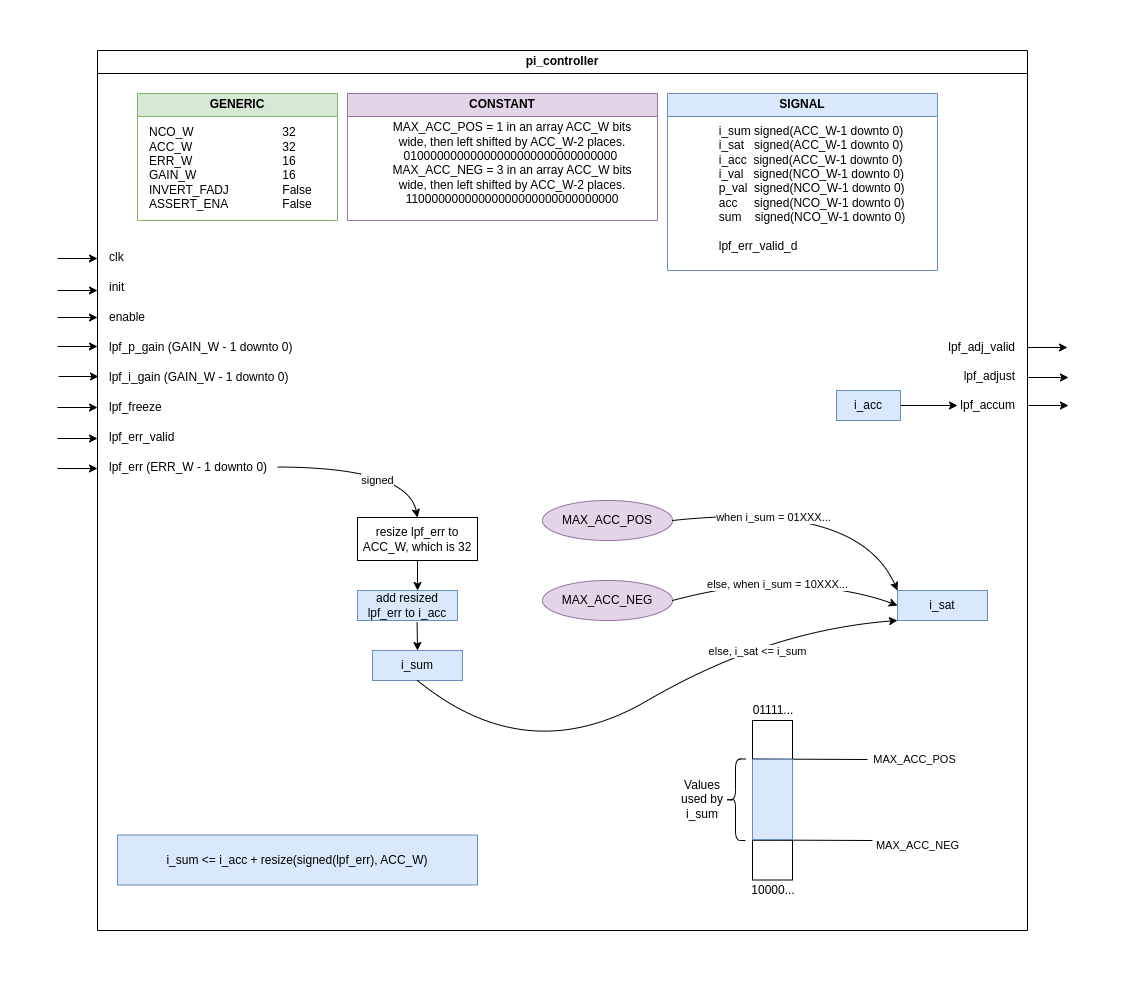 pi_controller
GENERIC
NCO_W 32
ACC_W 32
ERR_W 16
GAIN_W 16
INVERT_FADJ False
ASSERT_ENA False
CONSTANT
MAX_ACC_POS = 1 in an array ACC_W bits
wide, then left shifted by ACC_W-2 places.
01000000000000000000000000000000
MAX_ACC_NEG = 3 in an array ACC_W bits
wide, then left shifted by ACC_W-2 places.
11000000000000000000000000000000
SIGNAL
i_sum signed(ACC_W-1 downto 0)
i_sat signed(ACC_W-1 downto 0)
i_acc signed(ACC_W-1 downto 0)
i_val signed(NCO_W-1 downto 0)
p_val signed(NCO_W-1 downto 0)
acc signed(NCO_W-1 downto 0)
sum signed(NCO_W-1 downto 0)
lpf_err_valid_d
clk
init
enable
lpf_p_gain (GAIN_W - 1 downto 0)
lpf_i_gain (GAIN_W - 1 downto 0)
lpf_freeze
lpf_err_valid
lpf_err (ERR_W - 1 downto 0)
lpf_adj_valid
lpf_adjust
i_acc
lpf_accum
signed
resize lpf_err to
ACC_W, which is 32
add resized
lpf_err to i_acc
i_sum
MAX_ACC_POS
when i_sum = 01XXX...
MAX_ACC_NEG
else, when i_sum = 10XXX...
i_sat
else, i_sat <= i_sum
01111...
MAX_ACC_POS
Values
used by
i_sum
MAX_ACC_NEG
10000...
i_sum <= i_acc + resize(signed(lpf_err), ACC_W)